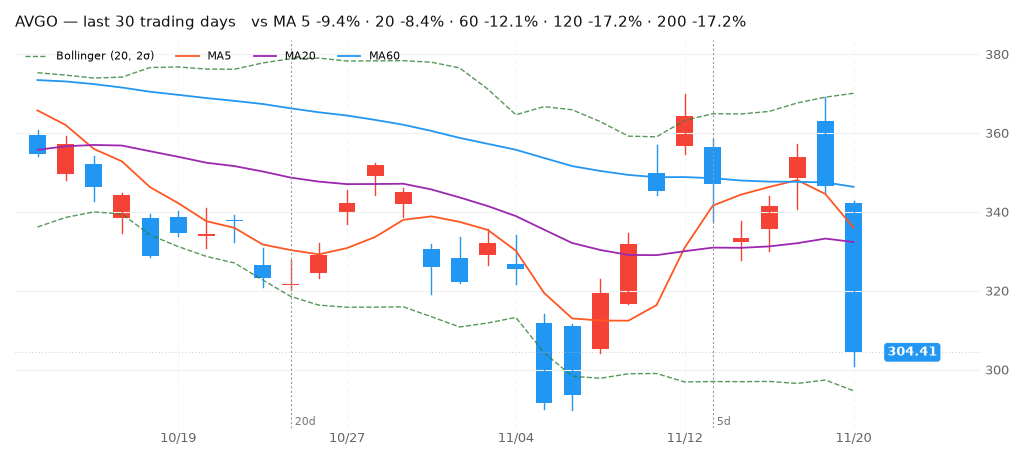 AVGO — last 30 trading days   vs MA 5 -9.4% · 20 -8.4% · 60 -12.1% · 120 -17.2% · 200 -17.2%
Bollinger (20, 2σ)   MA5   MA20   MA60
380
360
340
320
304.41
300
20d
5d
10/19   10/27   11/04   11/12   11/20